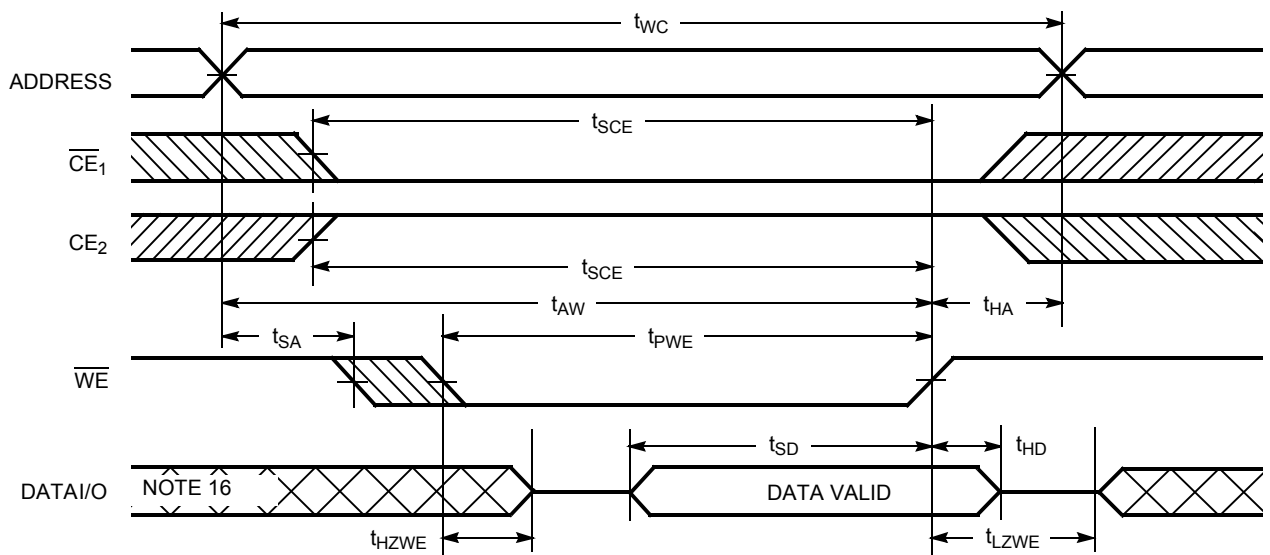 tWC
ADDRESS
tSCE
CE1
CE2
tSCE
tAW
tHA
tSA
tPWE
WE
tSD
tHD
DATAI/O
NOTE 16
DATA VALID
tHZWE
tLZWE